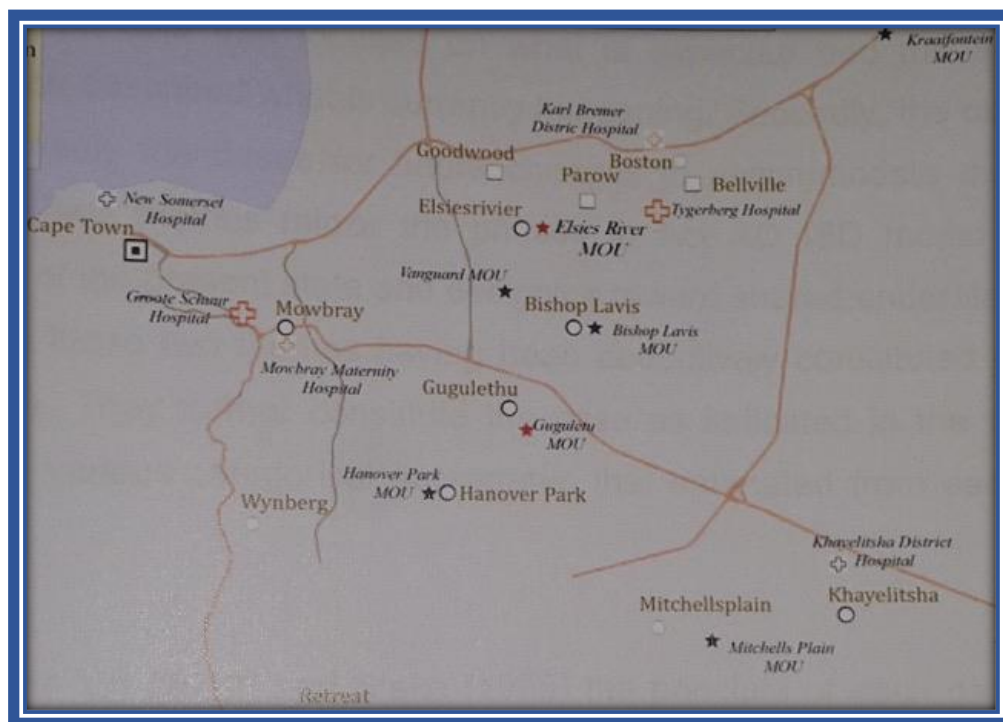 n
Kraaifontein
MOU
Karl Bremer
Distric Hospital
Goodwood
Boston
Parow
Bellville
New Somerset
Hospital
Elsiesrivier
Tygerberg Hospital
Elsies River
MOU
Cape Town
Vanguard MOU
Groote Schuur
Hospital
Mowbray
Bishop Lavis
Bishop Lavis
MOU
Mowbray Maternity
Hospital
Gugulethu
Guguletu
MOU
Hanover Park
MOU
Hanover Park
Wynberg
Khayelitsha District
Hospital
Mitchellsplain
Khayelitsha
Mitchells Plain
MOU
Retreat